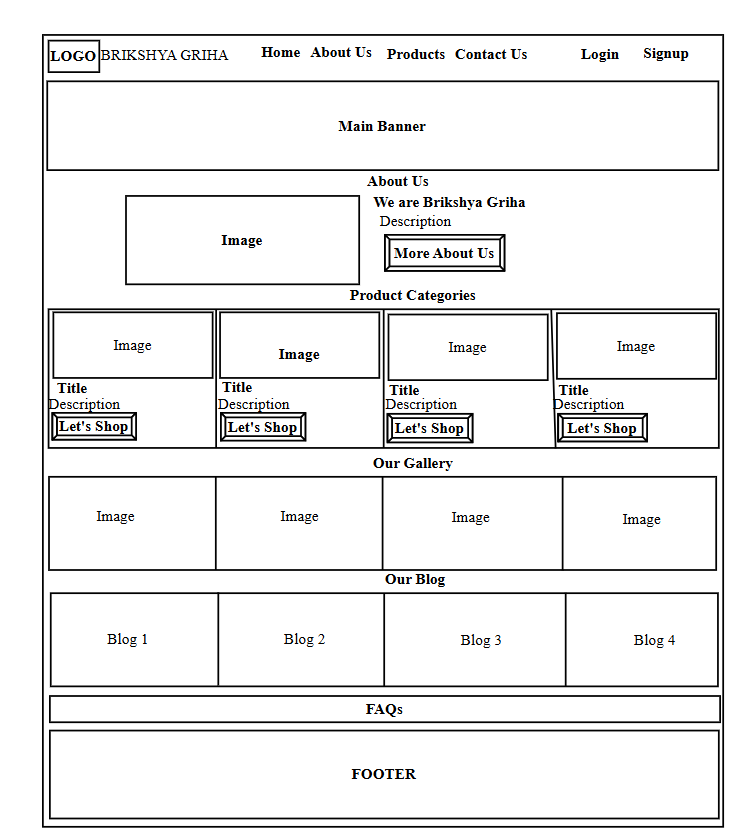 LOGO BRIKSHYA GRIHA Home About Us Products Contact Us Login Signup
Main Banner
About Us
Image
We are Brikshya Griha
Description
More About Us
Product Categories
Image Image Image Image
Title Title Title Title
Description Description Description Description
Let's Shop Let's Shop Let's Shop Let's Shop
Our Gallery
Image Image Image Image
Our Blog
Blog 1 Blog 2 Blog 3 Blog 4
FAQs
FOOTER